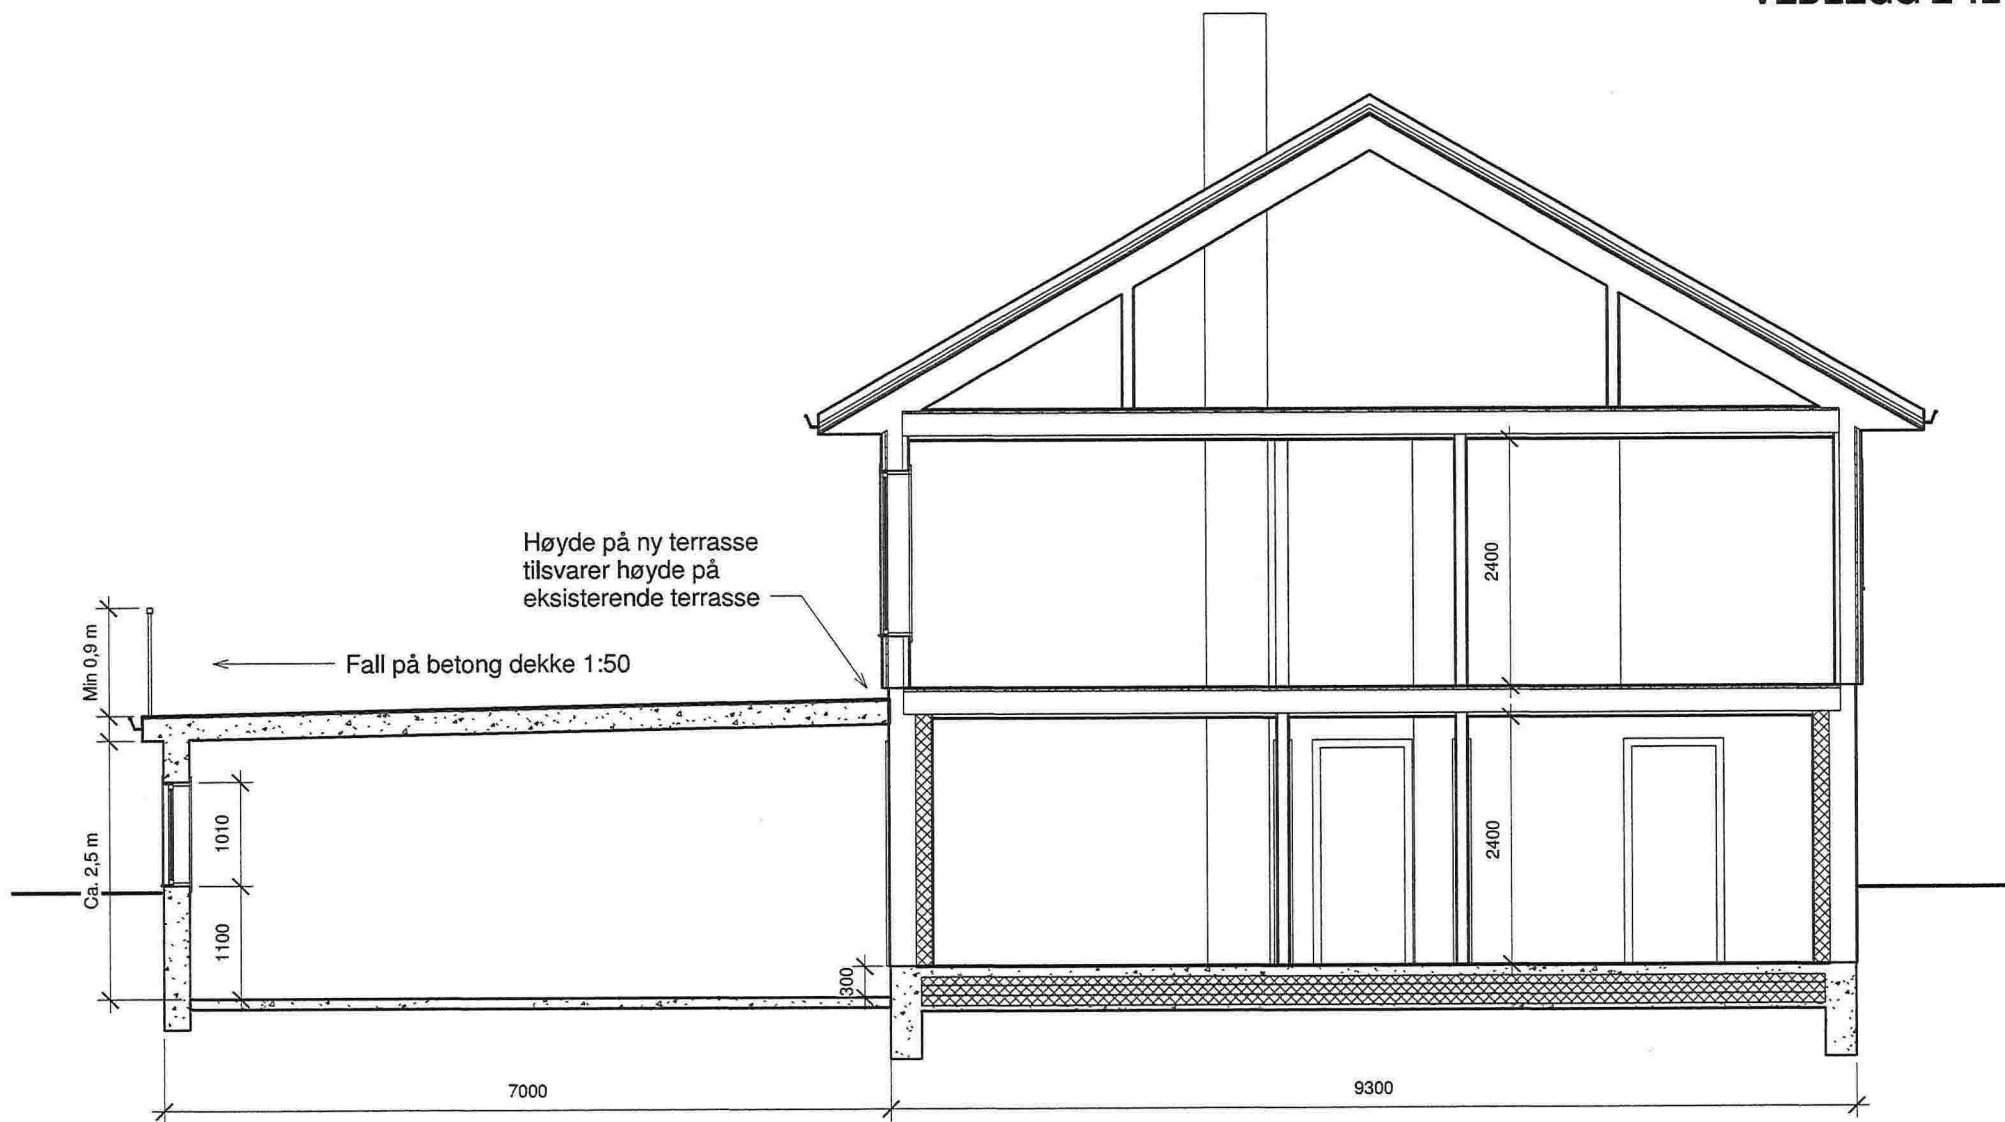 Høyde på ny terrasse
tilsvarer høyde på
eksisterende terrasse
Fall på betong dekke 1:50
Min 0,9 m
Ca. 2,5 m
1010
1100
2400
2400
300
7000
9300